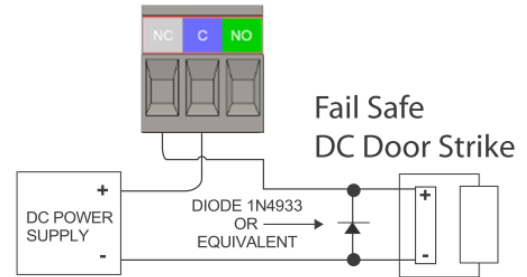 NC C NO
Fail Safe
DC Door Strike
+
DC POWER
SUPPLY
-
DIODE 1N4933
OR
EQUIVALENT
+
-